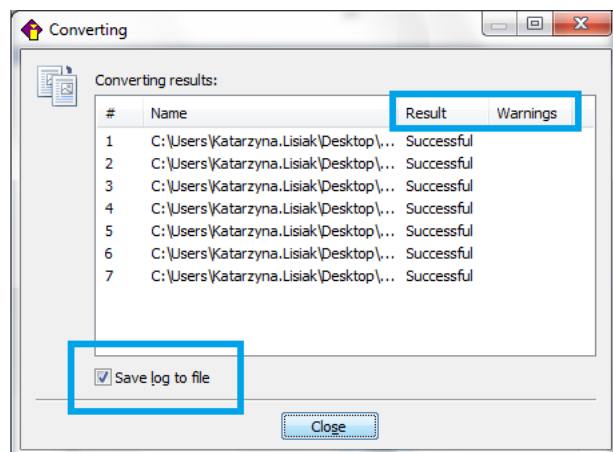 Converting
Converting results:
# Name Result Warnings
1 C:\Users\Katarzyna.Lisiak\Desktop\... Successful
2 C:\Users\Katarzyna.Lisiak\Desktop\... Successful
3 C:\Users\Katarzyna.Lisiak\Desktop\... Successful
4 C:\Users\Katarzyna.Lisiak\Desktop\... Successful
5 C:\Users\Katarzyna.Lisiak\Desktop\... Successful
6 C:\Users\Katarzyna.Lisiak\Desktop\... Successful
7 C:\Users\Katarzyna.Lisiak\Desktop\... Successful
Save log to file
Close